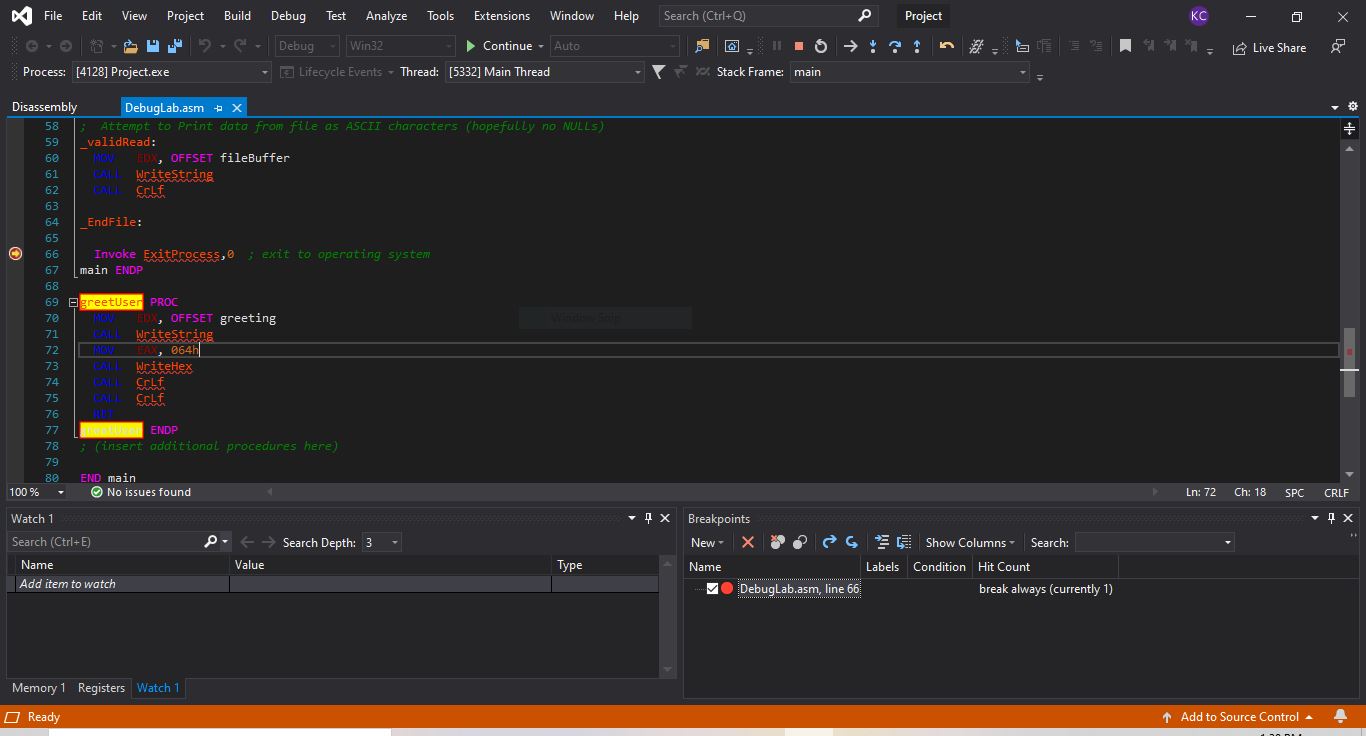 File Edit View Project Build Debug Test Analyze Tools Extensions Window Help Search (Ctrl+Q) Project KC
Debug Win32 Continue Auto Live Share
Process: [4128] Project.exe Lifecycle Events Thread: [5332] Main Thread Stack Frame: main
Disassembly DebugLab.asm
58 ; Attempt to Print data from file as ASCII characters (hopefully no NULLs)
59 _validRead:
60 MOV EDX, OFFSET fileBuffer
61 CALL WriteString
62 CALL CrLf
63
64 _EndFile:
65
66 Invoke ExitProcess,0 ; exit to operating system
67 main ENDP
68
69 greetUser PROC
70 MOV EDX, OFFSET greeting
71 CALL WriteString
72 MOV EAX, 064h
73 CALL WriteHex
74 CALL CrLf
75 CALL CrLf
76 RET
77 greetUser ENDP
78 ; (insert additional procedures here)
79
80 END main
Window Snip
100 % No issues found Ln: 72 Ch: 18 SPC CRLF
Watch 1
Search (Ctrl+E) Search Depth: 3
Name Value Type
Add item to watch
Memory 1 Registers Watch 1
Breakpoints
New Show Columns Search:
Name Labels Condition Hit Count
DebugLab.asm, line 66 break always (currently 1)
Ready Add to Source Control